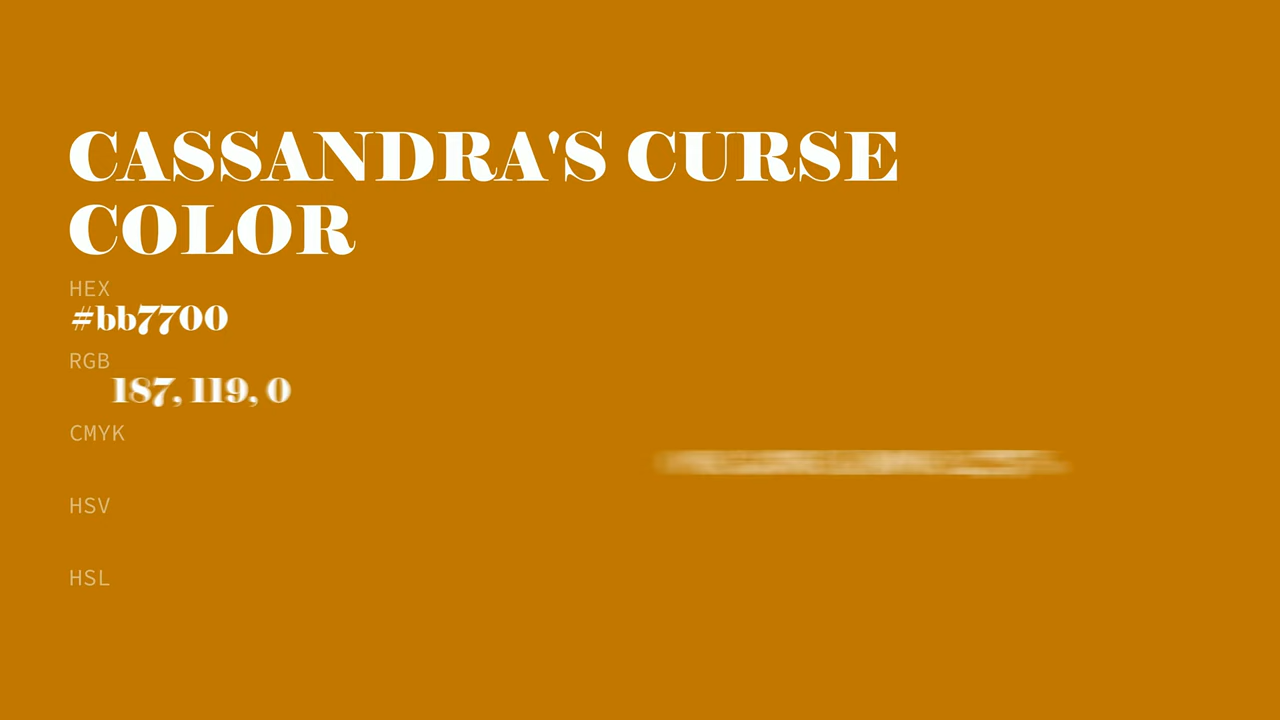 CASSANDRA'S CURSE
COLOR
HEX
#bb7700
RGB
187, 119, 0
CMYK
HSV
HSL